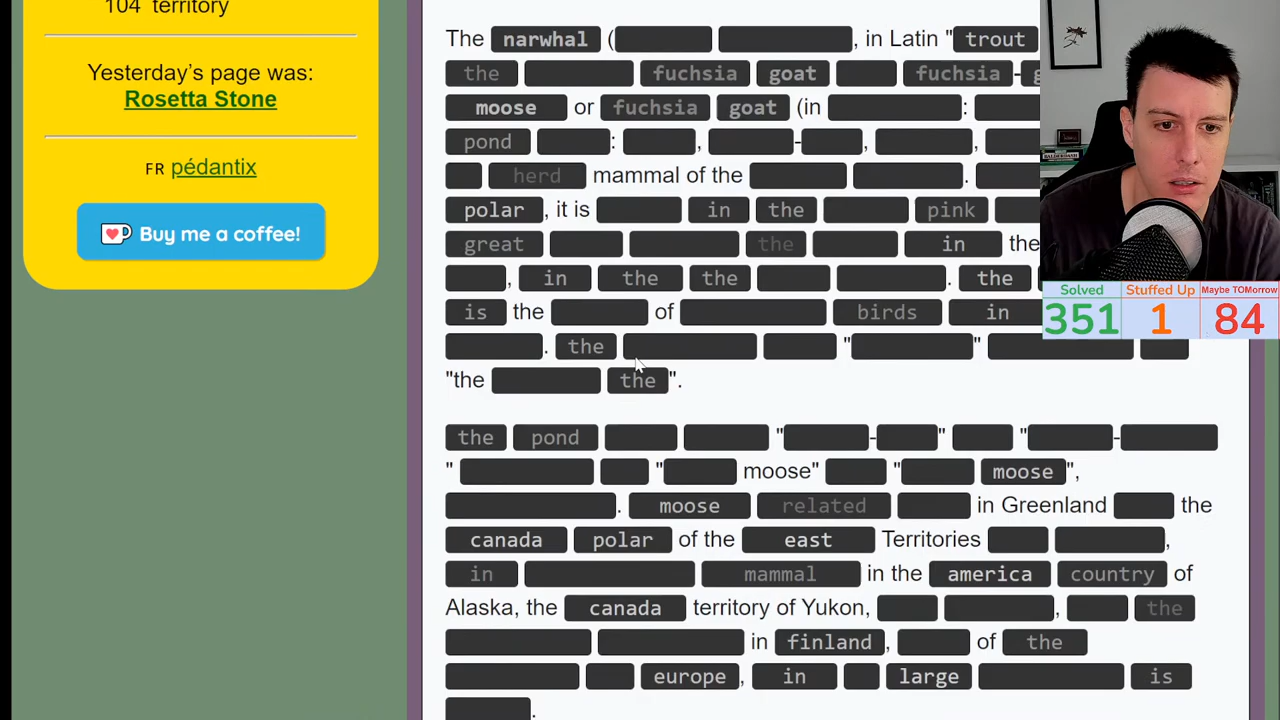 104 territory
Yesterday's page was:
Rosetta Stone
FR pédantix
Buy me a coffee!
The narwhal ( , in Latin "trout
the fuchsia goat fuchsia-
moose or fuchsia goat (in :
pond : , - , ,
herd mammal of the .
polar , it is in the pink
great the in the
, in the the . the
is the of birds in
. the " "
"the the".
the pond " - " " -
" " moose" " moose",
. moose related in Greenland the
canada polar of the east Territories ,
in mammal in the america country of
Alaska, the canada territory of Yukon, , the
in finland , of the
europe , in large is
.
Solved
Stuffed Up
Maybe TOMorrow
351
1
84